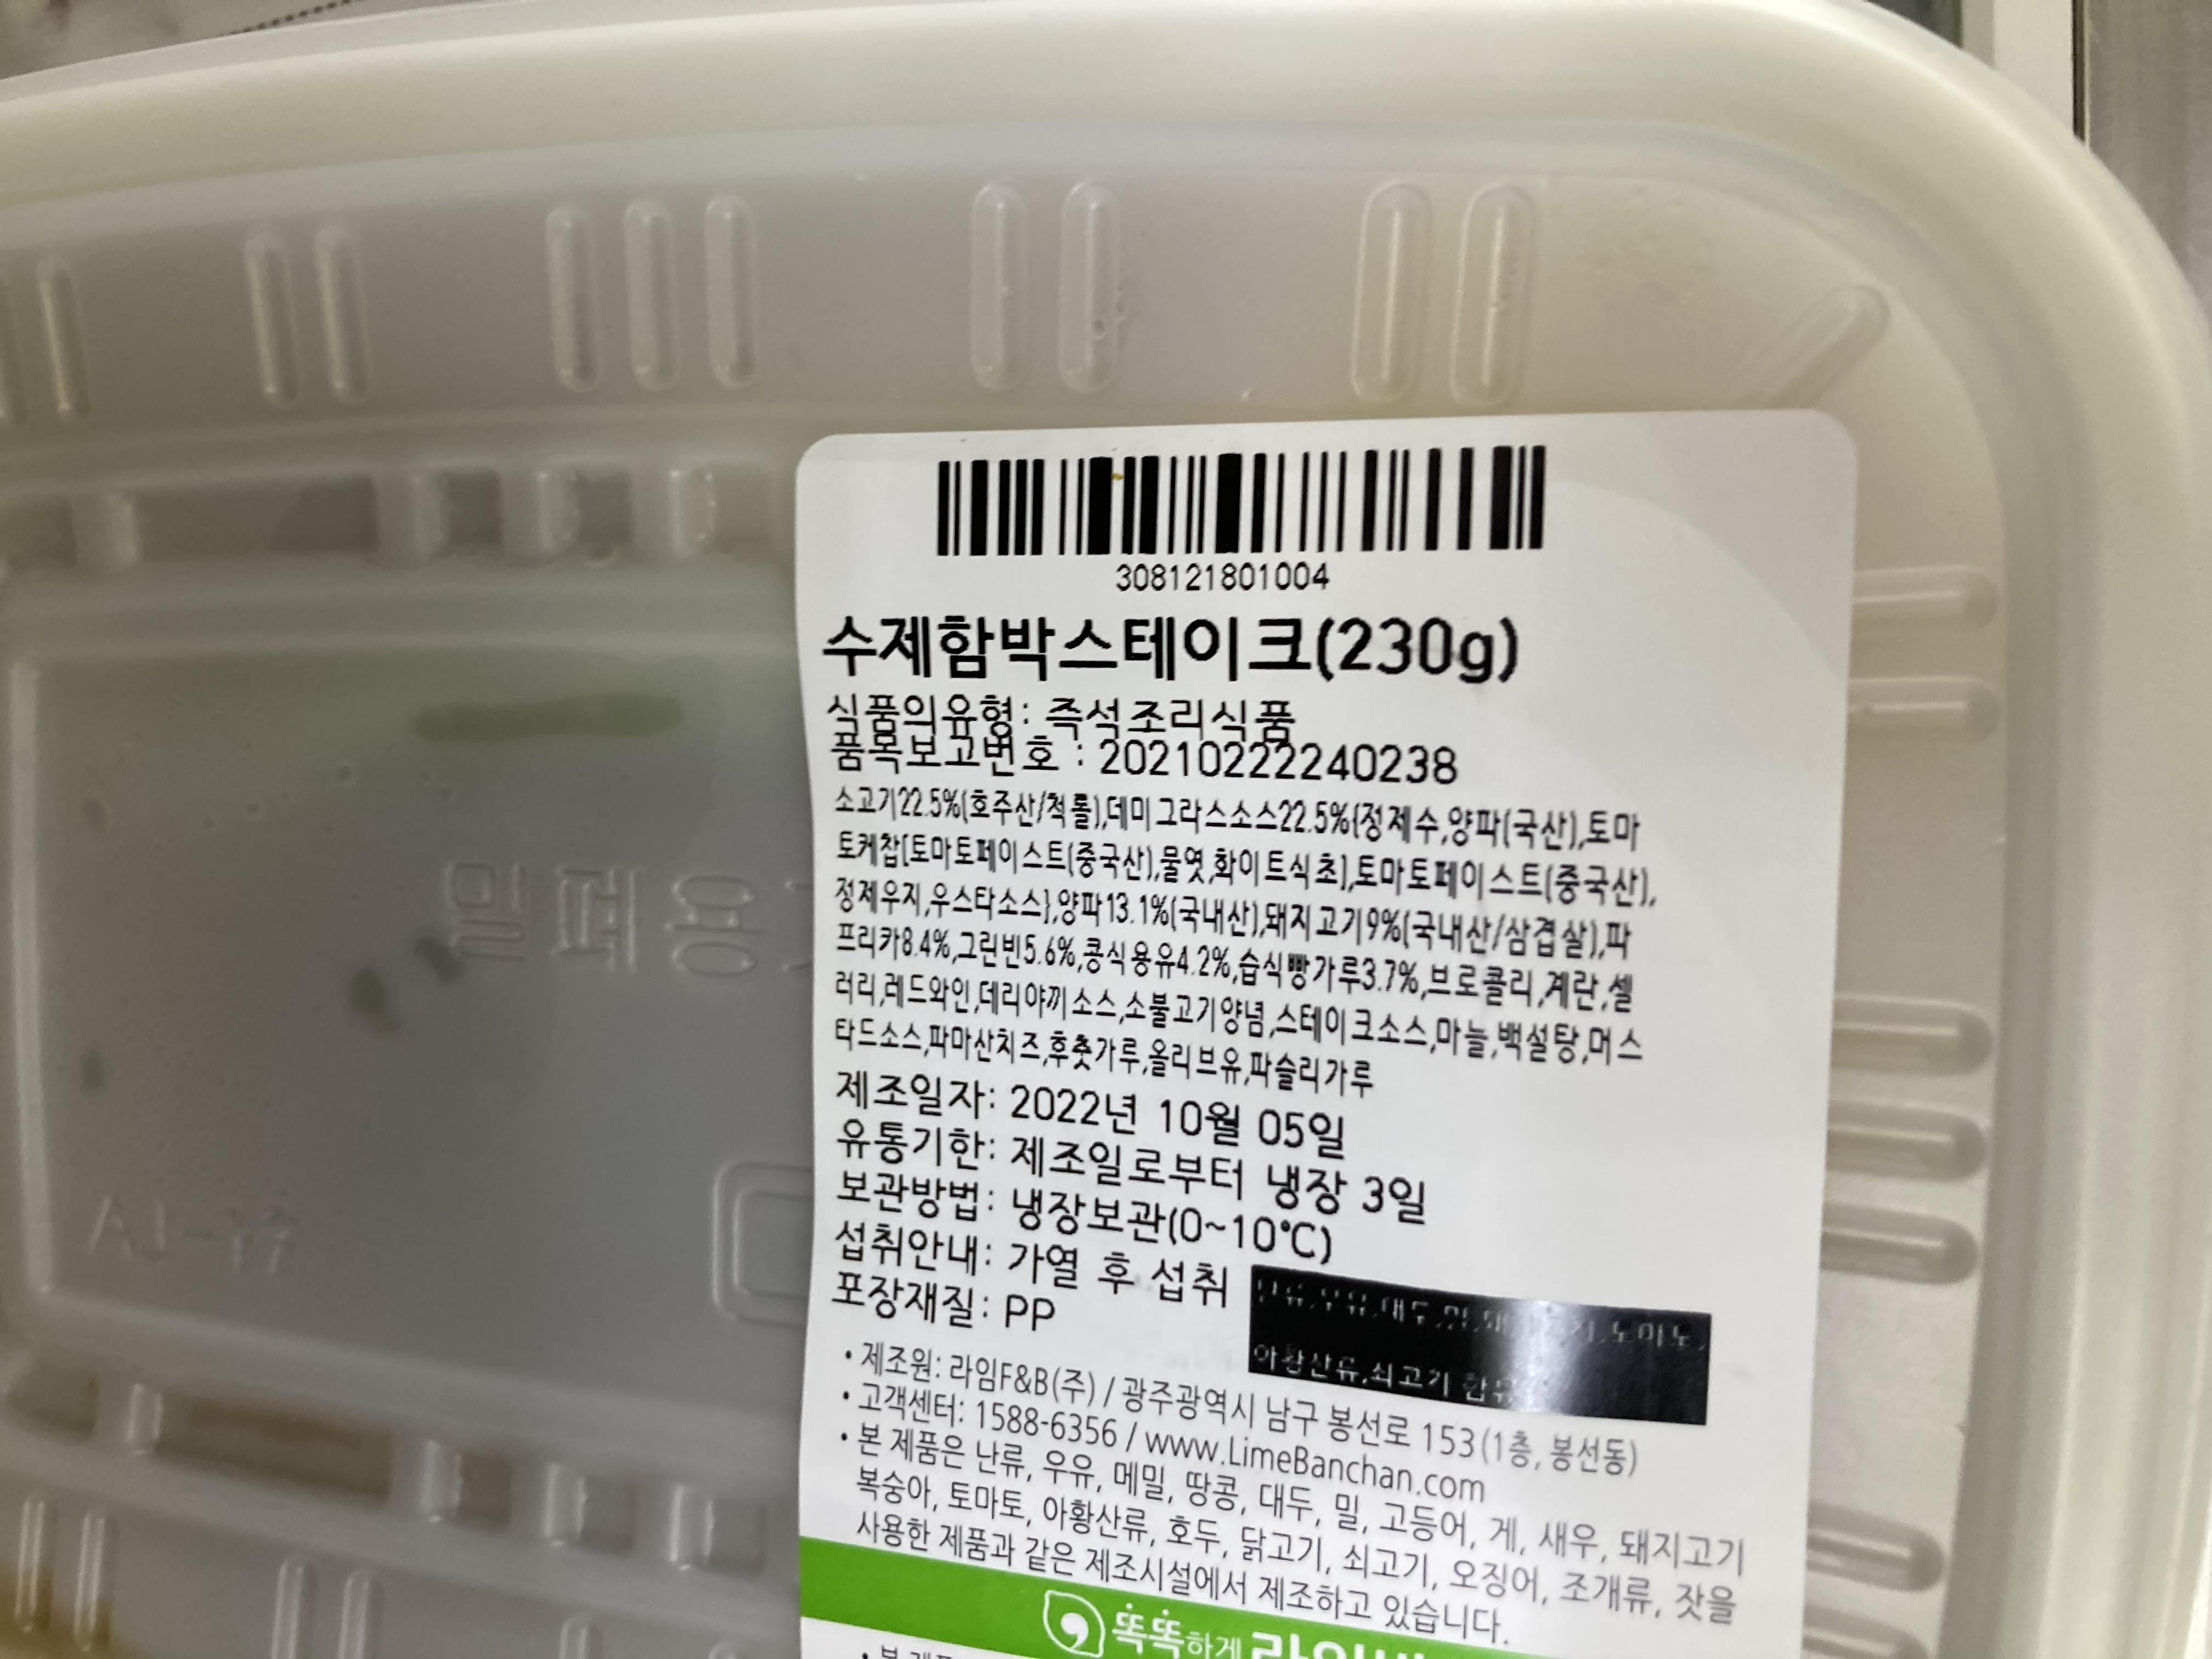 308121801004
수제함박스테이크(230g)
식품의유형: 즉석조리식품
품목보고번호 : 20210222240238
소고기22.5%(호주산/척롤),데미그라스소스22.5%{정제수,양파(국산),토마
토케찹[토마토페이스트(중국산),물엿,화이트식초],토마토페이스트(중국산),
정제우지,우스타소스},양파13.1%(국내산),돼지고기9%(국내산/삼겹살),파
프리카8.4%,그린빈5.6%,콩식용유4.2%,습식빵가루3.7%,브로콜리,계란,셀
러리,레드와인,데리야끼소스,소불고기양념,스테이크소스,마늘,백설탕,머스
타드소스,파마산치즈,후춧가루,올리브유,파슬리가루
제조일자: 2022년 10월 05일
유통기한: 제조일로부터 냉장 3일
보관방법: 냉장보관(0~10℃)
섭취안내: 가열 후 섭취
포장재질: PP
우유,대두,밀,
토마토,
아황산류,쇠고기 함유
• 제조원: 라임F&B(주) / 광주광역시 남구 봉선로 153 (1층, 봉선동)
• 고객센터: 1588-6356 / www.LimeBanchan.com
• 본 제품은 난류, 우유, 메밀, 땅콩, 대두, 밀, 고등어, 게, 새우, 돼지고기
복숭아, 토마토, 아황산류, 호두, 닭고기, 쇠고기, 오징어, 조개류, 잣을
사용한 제품과 같은 제조시설에서 제조하고 있습니다.
똑똑하게
일회용